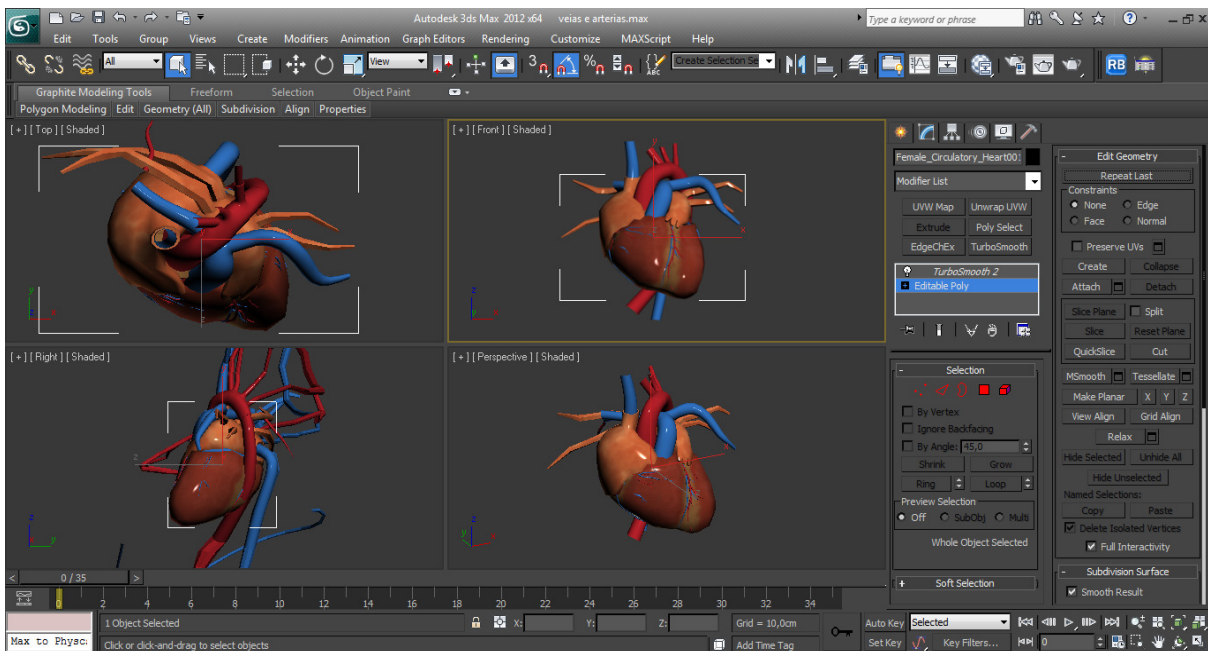 Autodesk 3ds Max 2012 x64 veias e arterias.max
Type a keyword or phrase
Edit Tools Group Views Create Modifiers Animation Graph Editors Rendering Customize MAXScript Help
All View 3 Create Selection Se RB
Graphite Modeling Tools Freeform Selection Object Paint
Polygon Modeling Edit Geometry (All) Subdivision Align Properties
[ + ] [ Top ] [ Shaded ]
[ + ] [ Front ] [ Shaded ]
[ + ] [ Right ] [ Shaded ]
[ + ] [ Perspective ] [ Shaded ]
Female_Circulatory_Heart001
Modifier List
UVW Map Unwrap UVW
Extrude Poly Select
EdgeChEx TurboSmooth
TurboSmooth 2
Editable Poly
- Selection
By Vertex
Ignore Backfacing
By Angle: 45,0
Shrink Grow
Ring Loop
Preview Selection
Off SubObj Multi
Whole Object Selected
+ Soft Selection
- Edit Geometry
Repeat Last
Constraints
None Edge
Face Normal
Preserve UVs
Create Collapse
Attach Detach
Slice Plane Split
Slice Reset Plane
QuickSlice Cut
MSmooth Tessellate
Make Planar X Y Z
View Align Grid Align
Relax
Hide Selected Unhide All
Hide Unselected
Named Selections:
Copy Paste
Delete Isolated Vertices
Full Interactivity
- Subdivision Surface
Smooth Result
< 0 / 35 >
0 2 4 6 8 10 12 14 16 18 20 22 24 26 28 30 32 34
1 Object Selected X: Y: Z: Grid = 10,0cm Auto Key Selected
Max to Physc: Click or click-and-drag to select objects Add Time Tag Set Key Key Filters... 0